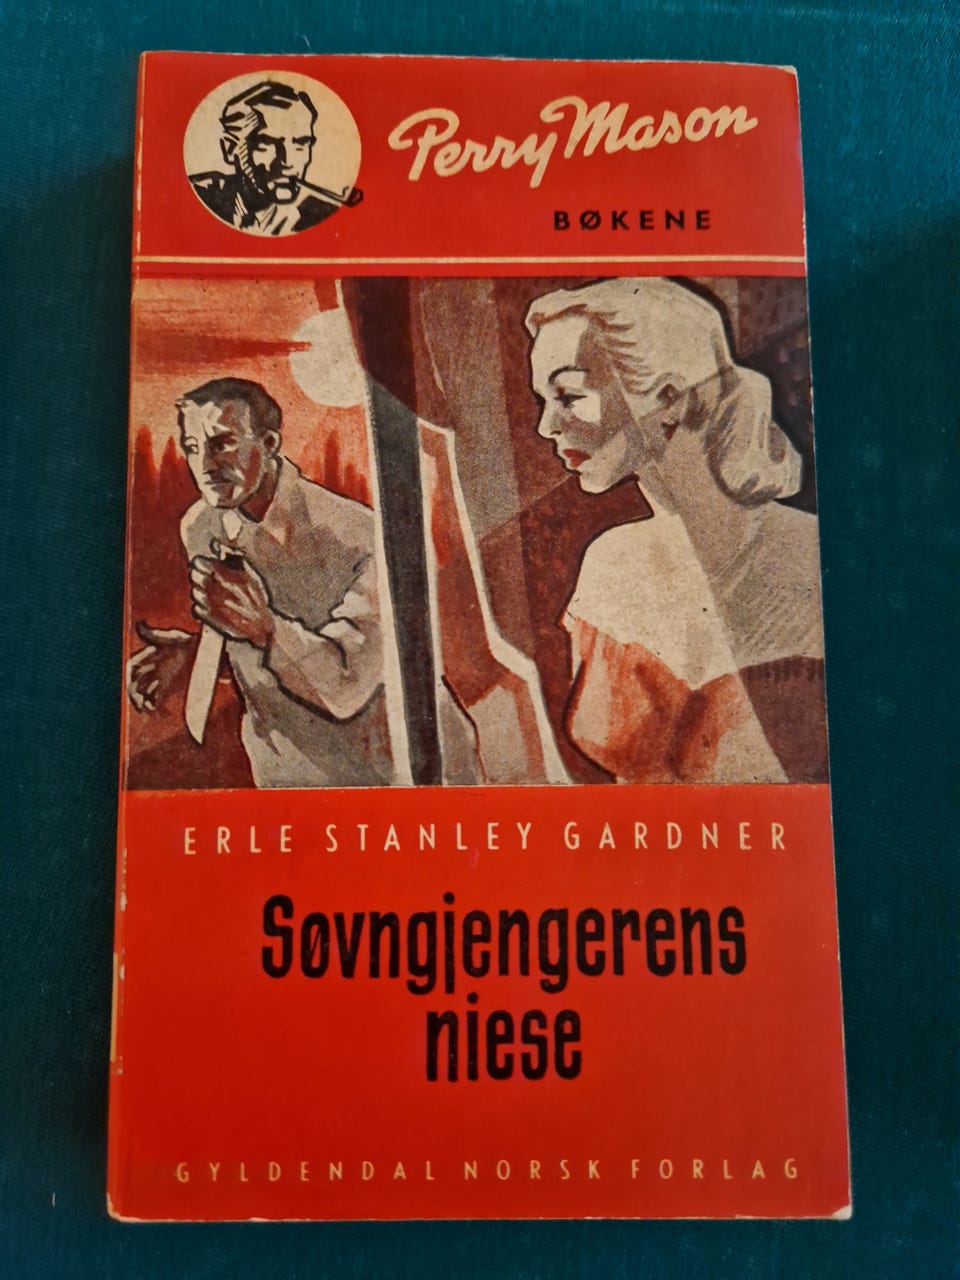 Perry Mason
BØKENE
ERLE STANLEY GARDNER
Søvngjengerens
niese
GYLDENDAL NORSK FORLAG